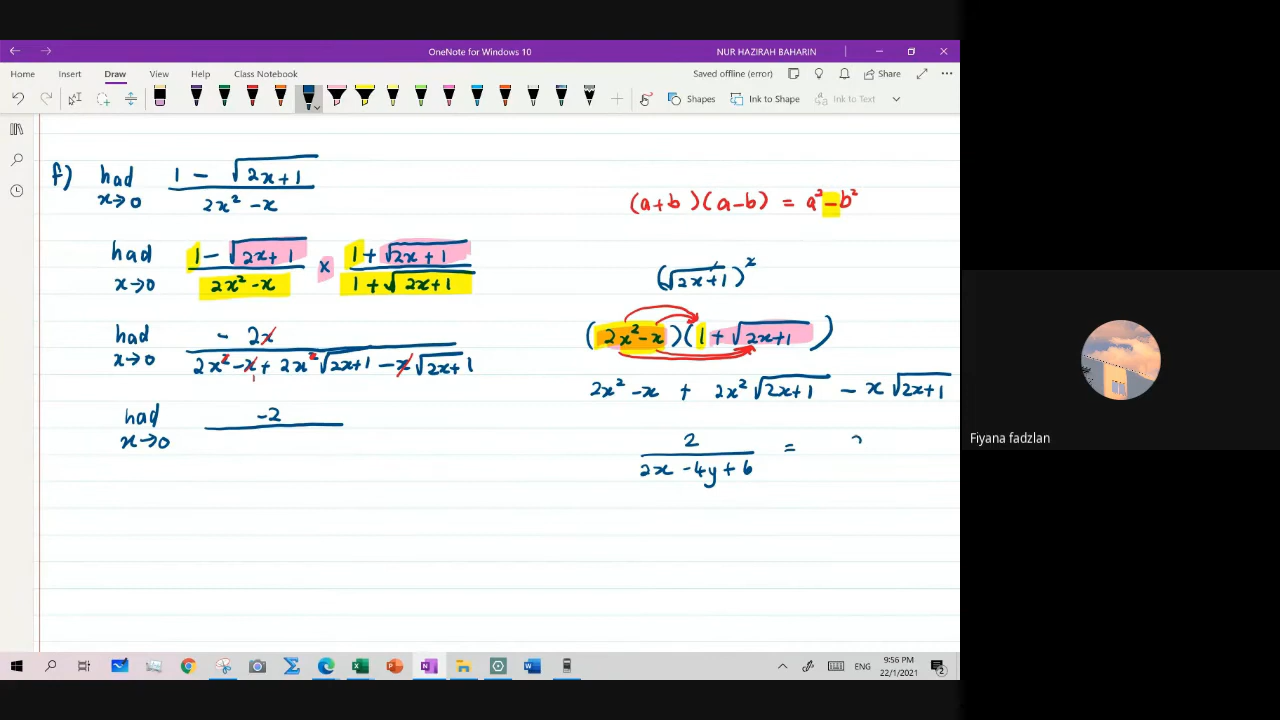 OneNote for Windows 10
NUR HAZIRAH BAHARIN
Home Insert Draw View Help Class Notebook
Saved offline (error)
Share
Shapes
Ink to Shape
Ink to Text
f) had x→0 (1 - √(2x+1)) / (2x² - x)
(a+b)(a-b) = a² - b²
had x→0 (1 - √(2x+1)) / (2x² - x) × (1 + √(2x+1)) / (1 + √(2x+1))
(√(2x+1))²
had x→0 (-2x) / (2x² - x + 2x²√(2x+1) - x√(2x+1))
(2x² - x)(1 + √(2x+1))
2x² - x + 2x²√(2x+1) - x√(2x+1)
had x→0 -2
2 / (2x - 4y + 6) =
Fiyana fadzlan
ENG
9:56 PM
22/1/2021
2